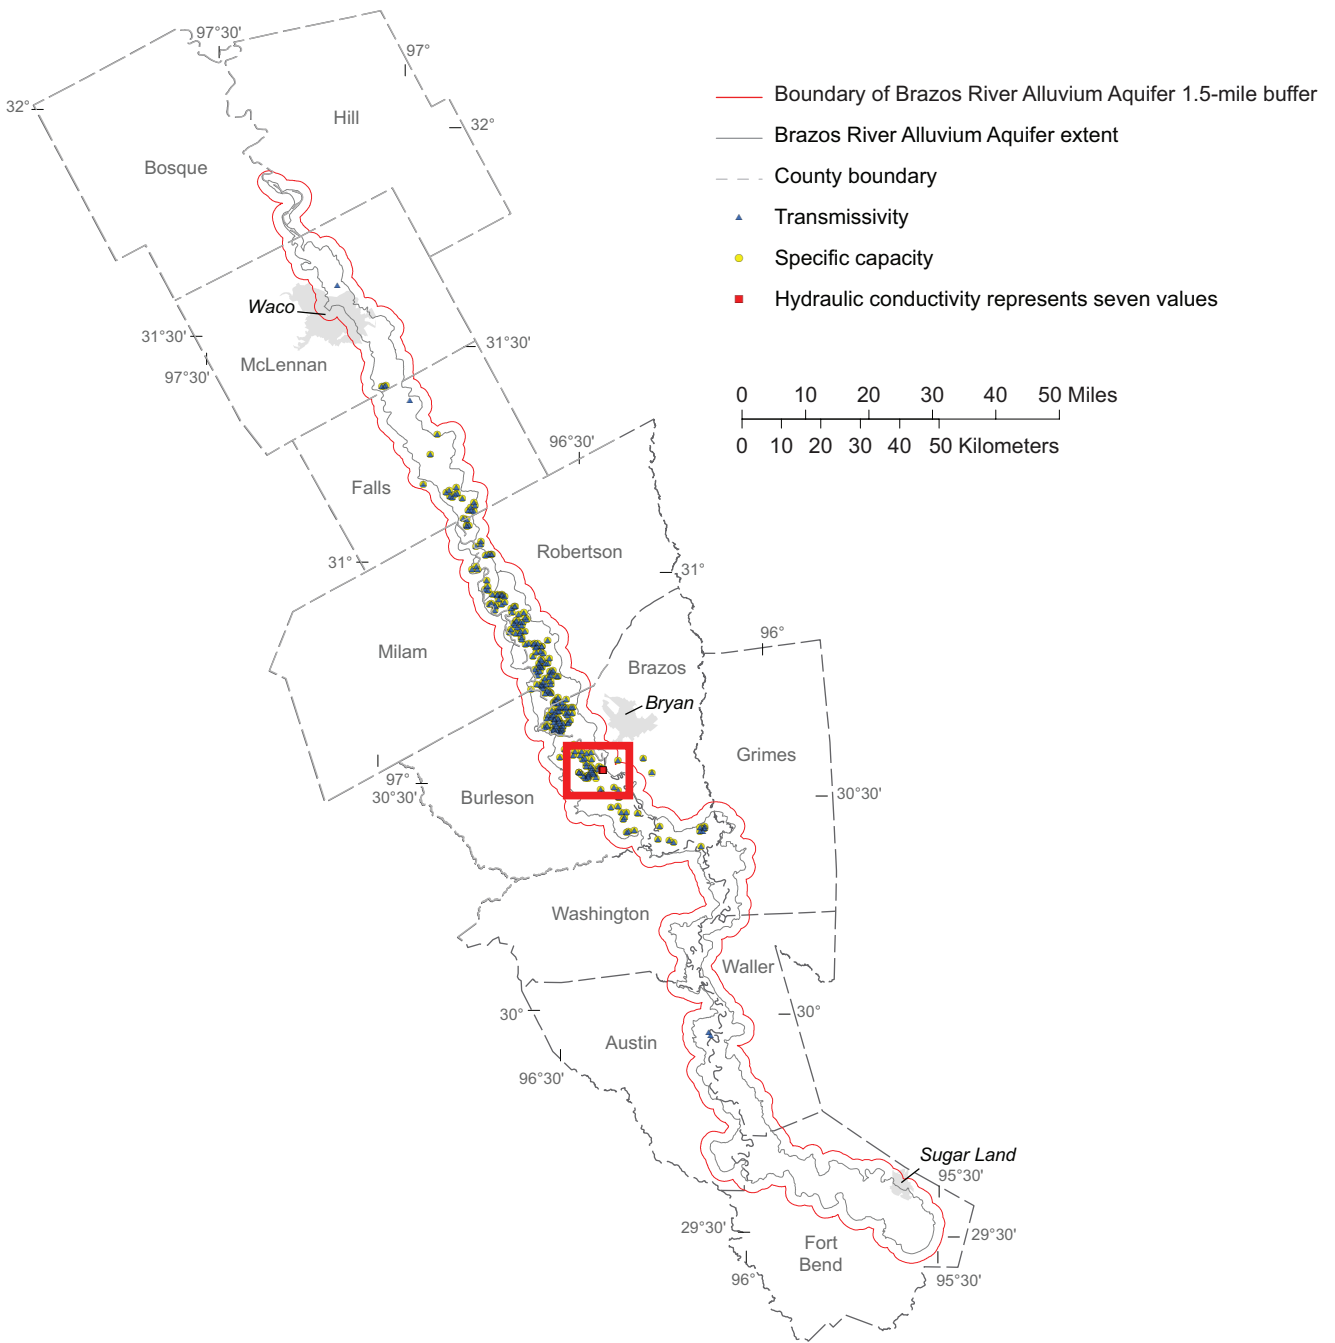 97°30'
97°
32°
Hill
32°
Bosque
Boundary of Brazos River Alluvium Aquifer 1.5-mile buffer
Brazos River Alluvium Aquifer extent
County boundary
Transmissivity
Specific capacity
Hydraulic conductivity represents seven values
Waco
31°30'
97°30'
McLennan
31°30'
0 10 20 30 40 50 Miles
0 10 20 30 40 50 Kilometers
96°30'
Falls
31°
Robertson
31°
Milam
96°
Brazos
Bryan
Grimes
97°
30°30'
Burleson
30°30'
Washington
Waller
30°
30°
Austin
96°30'
Sugar Land
95°30'
29°30'
29°30'
Fort
Bend
96°
95°30'